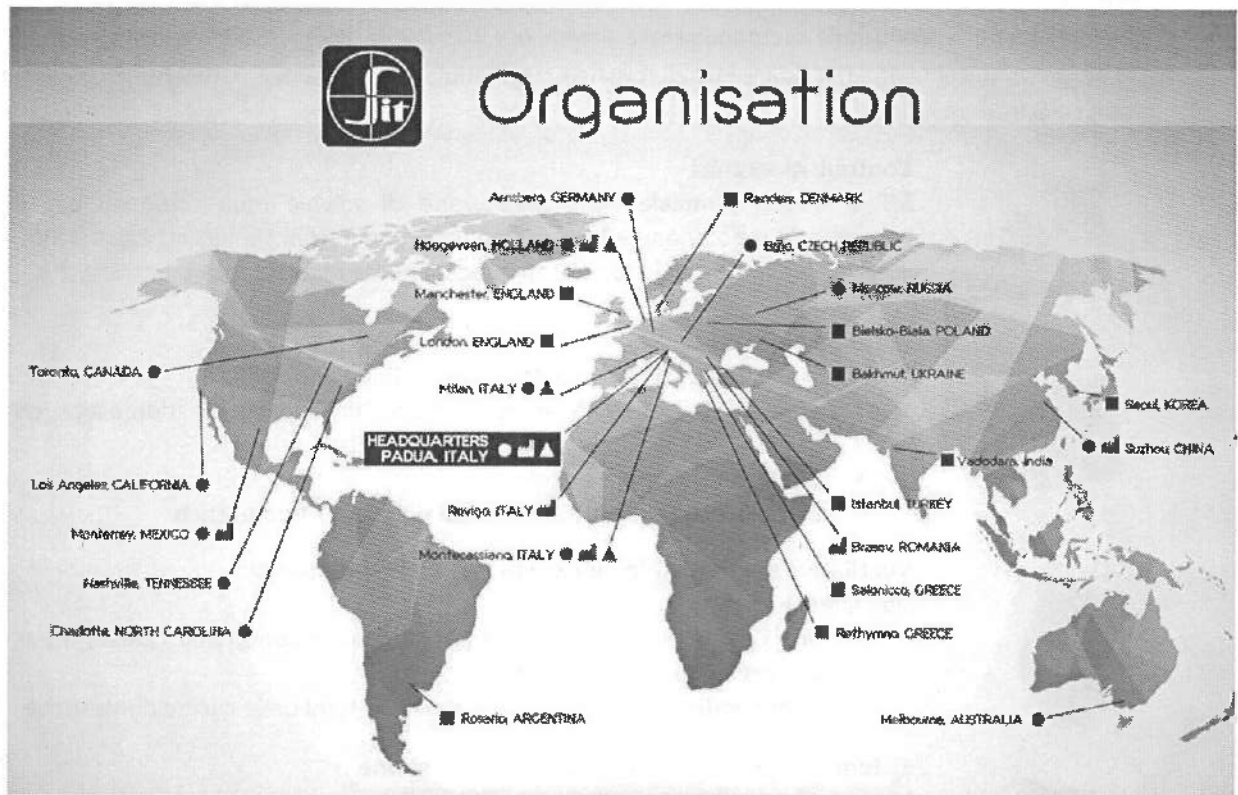 Sit
Organisation
Arnsberg, GERMANY
Randers, DENMARK
Hoogeveen, HOLLAND
Brno, CZECH REPUBLIC
Manchester, ENGLAND
Moscow, RUSSIA
London, ENGLAND
Bielsko-Biala, POLAND
Toronto, CANADA
Milan, ITALY
Bakhmut, UKRAINE
Seoul, KOREA
HEADQUARTERS
PADUA, ITALY
Suzhou, CHINA
Vadodara, India
Los Angeles, CALIFORNIA
Rovigo, ITALY
Istanbul, TURKEY
Monterrey, MEXICO
Montecassiano, ITALY
Brasov, ROMANIA
Nashville, TENNESSEE
Salonicco, GREECE
Charlotte, NORTH CAROLINA
Rethymno, GREECE
Rosario, ARGENTINA
Melbourne, AUSTRALIA